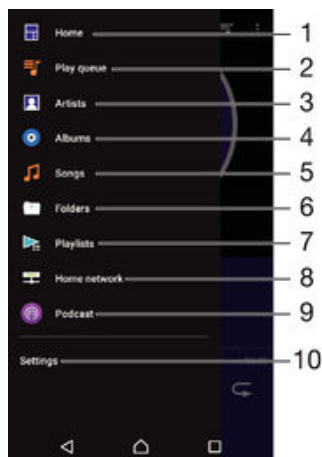 Home 1
Play queue 2
Artists 3
Albums 4
Songs 5
Folders 6
Playlists 7
Home network 8
Podcast 9
Settings 10